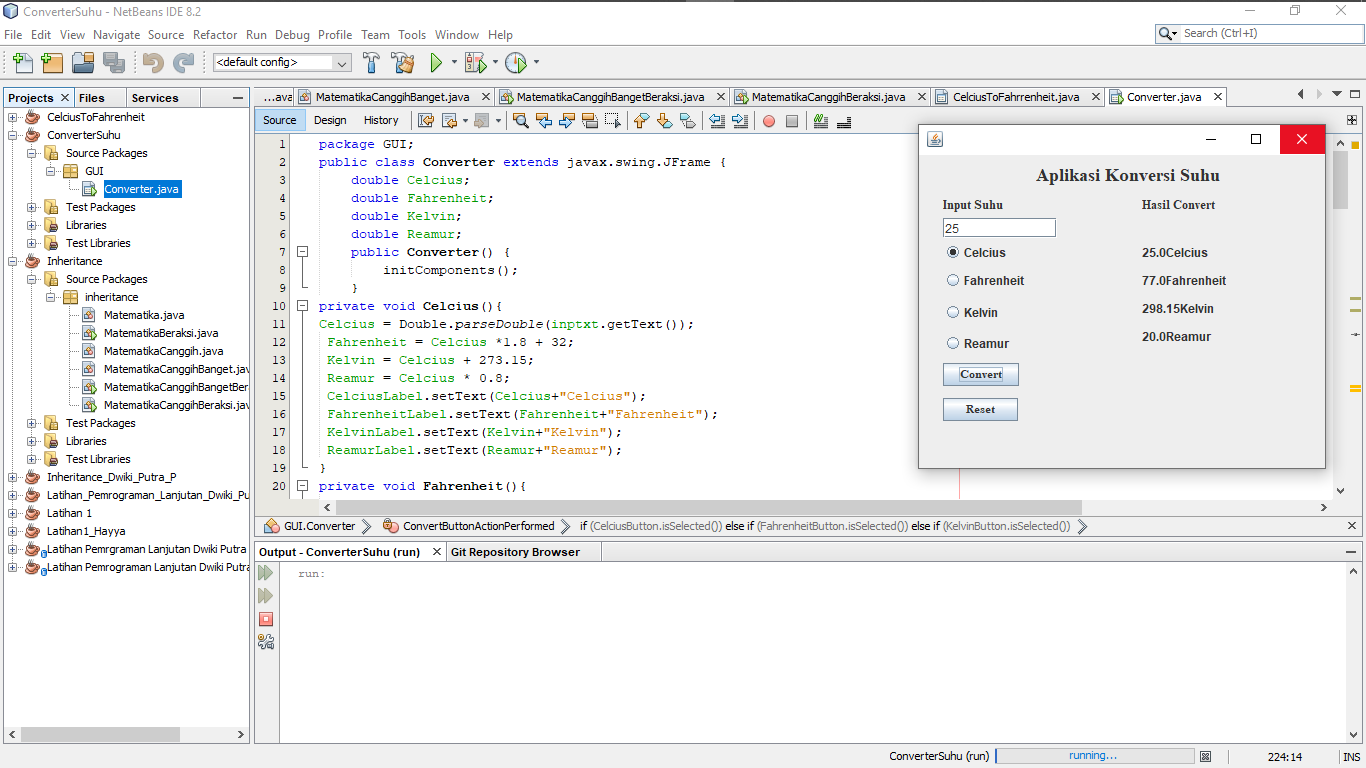 ConverterSuhu - NetBeans IDE 8.2
File Edit View Navigate Source Refactor Run Debug Profile Team Tools Window Help
Search (Ctrl+I)
<default config>
Projects Files Services
CelciusToFahrenheit
ConverterSuhu
Source Packages
GUI
Converter.java
Test Packages
Libraries
Test Libraries
Inheritance
Source Packages
inheritance
Matematika.java
MatematikaBeraksi.java
MatematikaCanggih.java
MatematikaCanggihBanget.jav
MatematikaCanggihBangetBer
MatematikaCanggihBeraksi.jav
Test Packages
Libraries
Test Libraries
Inheritance_Dwiki_Putra_P
Latihan_Pemrograman_Lanjutan_Dwiki_Pu
Latihan 1
Latihan1_Hayya
Latihan Pemrgraman Lanjutan Dwiki Putra
Latihan Pemrograman Lanjutan Dwiki Putra
...ava MatematikaCanggihBanget.java MatematikaCanggihBangetBeraksi.java MatematikaCanggihBeraksi.java CelciusToFahrrenheit.java Converter.java
Source Design History
1 package GUI;
2 public class Converter extends javax.swing.JFrame {
3 double Celcius;
4 double Fahrenheit;
5 double Kelvin;
6 double Reamur;
7 public Converter() {
8 initComponents();
9 }
10 private void Celcius(){
11 Celcius = Double.parseDouble(inptxt.getText());
12 Fahrenheit = Celcius *1.8 + 32;
13 Kelvin = Celcius + 273.15;
14 Reamur = Celcius * 0.8;
15 CelciusLabel.setText(Celcius+"Celcius");
16 FahrenheitLabel.setText(Fahrenheit+"Fahrenheit");
17 KelvinLabel.setText(Kelvin+"Kelvin");
18 ReamurLabel.setText(Reamur+"Reamur");
19 }
20 private void Fahrenheit(){
Aplikasi Konversi Suhu
Input Suhu Hasil Convert
25
Celcius 25.0Celcius
Fahrenheit 77.0Fahrenheit
Kelvin 298.15Kelvin
Reamur 20.0Reamur
Convert
Reset
GUI.Converter ConvertButtonActionPerformed if (CelciusButton.isSelected()) else if (FahrenheitButton.isSelected()) else if (KelvinButton.isSelected())
Output - ConverterSuhu (run) Git Repository Browser
run:
ConverterSuhu (run) running... 224:14 INS